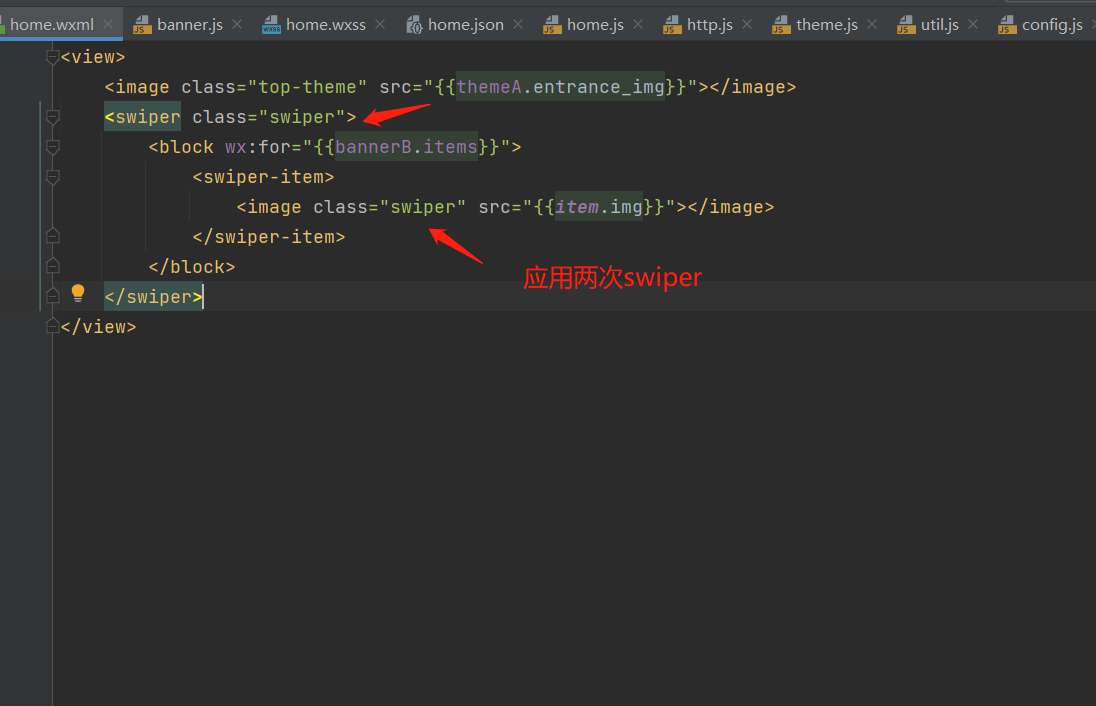 home.wxml banner.js home.wxss home.json home.js http.js theme.js util.js config.js
<view>
<image class="top-theme" src="{{themeA.entrance_img}}"></image>
<swiper class="swiper">
<block wx:for="{{bannerB.items}}">
<swiper-item>
<image class="swiper" src="{{item.img}}"></image>
</swiper-item>
</block>
应用两次swiper
</swiper>
</view>